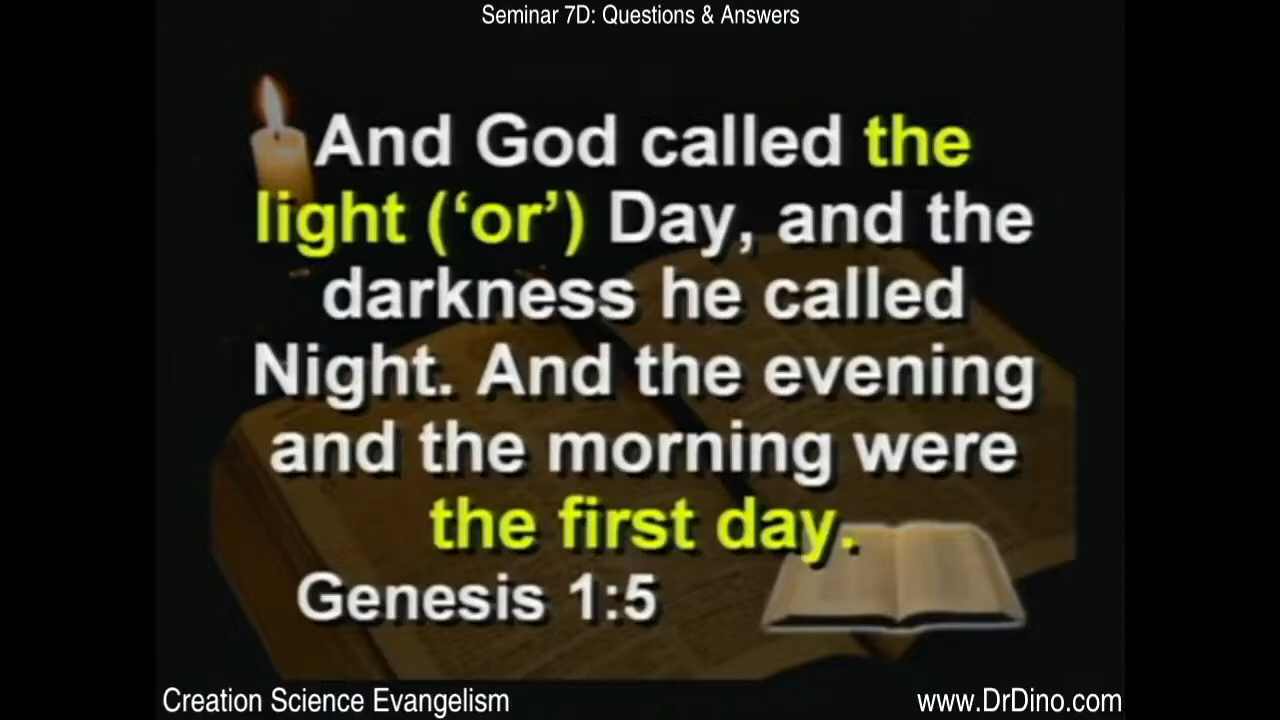 Seminar 7D: Questions & Answers
And God called the
light (‘or’) Day, and the
darkness he called
Night. And the evening
and the morning were
the first day.
Genesis 1:5
Creation Science Evangelism
www.DrDino.com